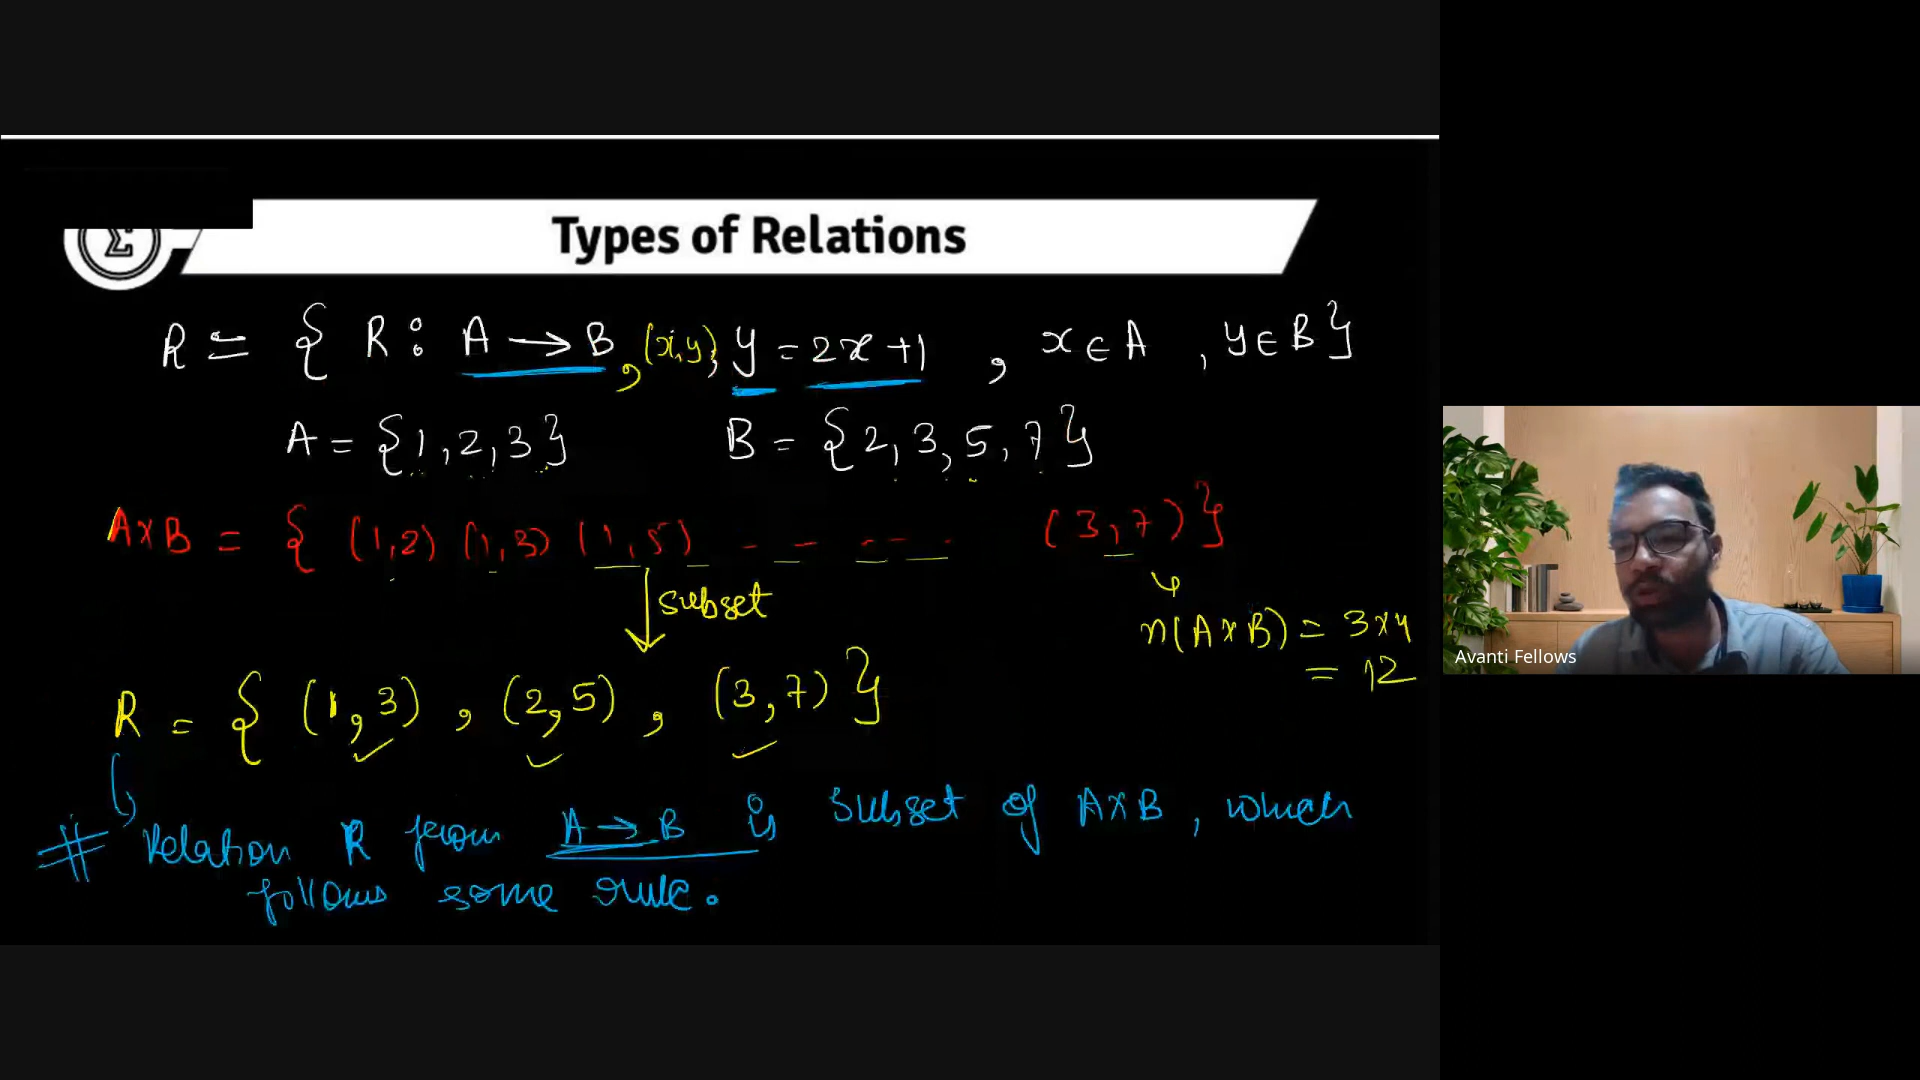 Σ
Types of Relations
R = { R : A → B , (x,y), y = 2x+1 , x ∈ A , y ∈ B }
A = {1, 2, 3} B = {2, 3, 5, 7}
A×B = { (1,2) (1,3) (1,5) - - - - - (3,7) }
subset
n(A×B) = 3×4
= 12
R = { (1,3) , (2,5) , (3,7) }
# Relation R from A → B is subset of A×B , which
follows some rule.
Avanti Fellows